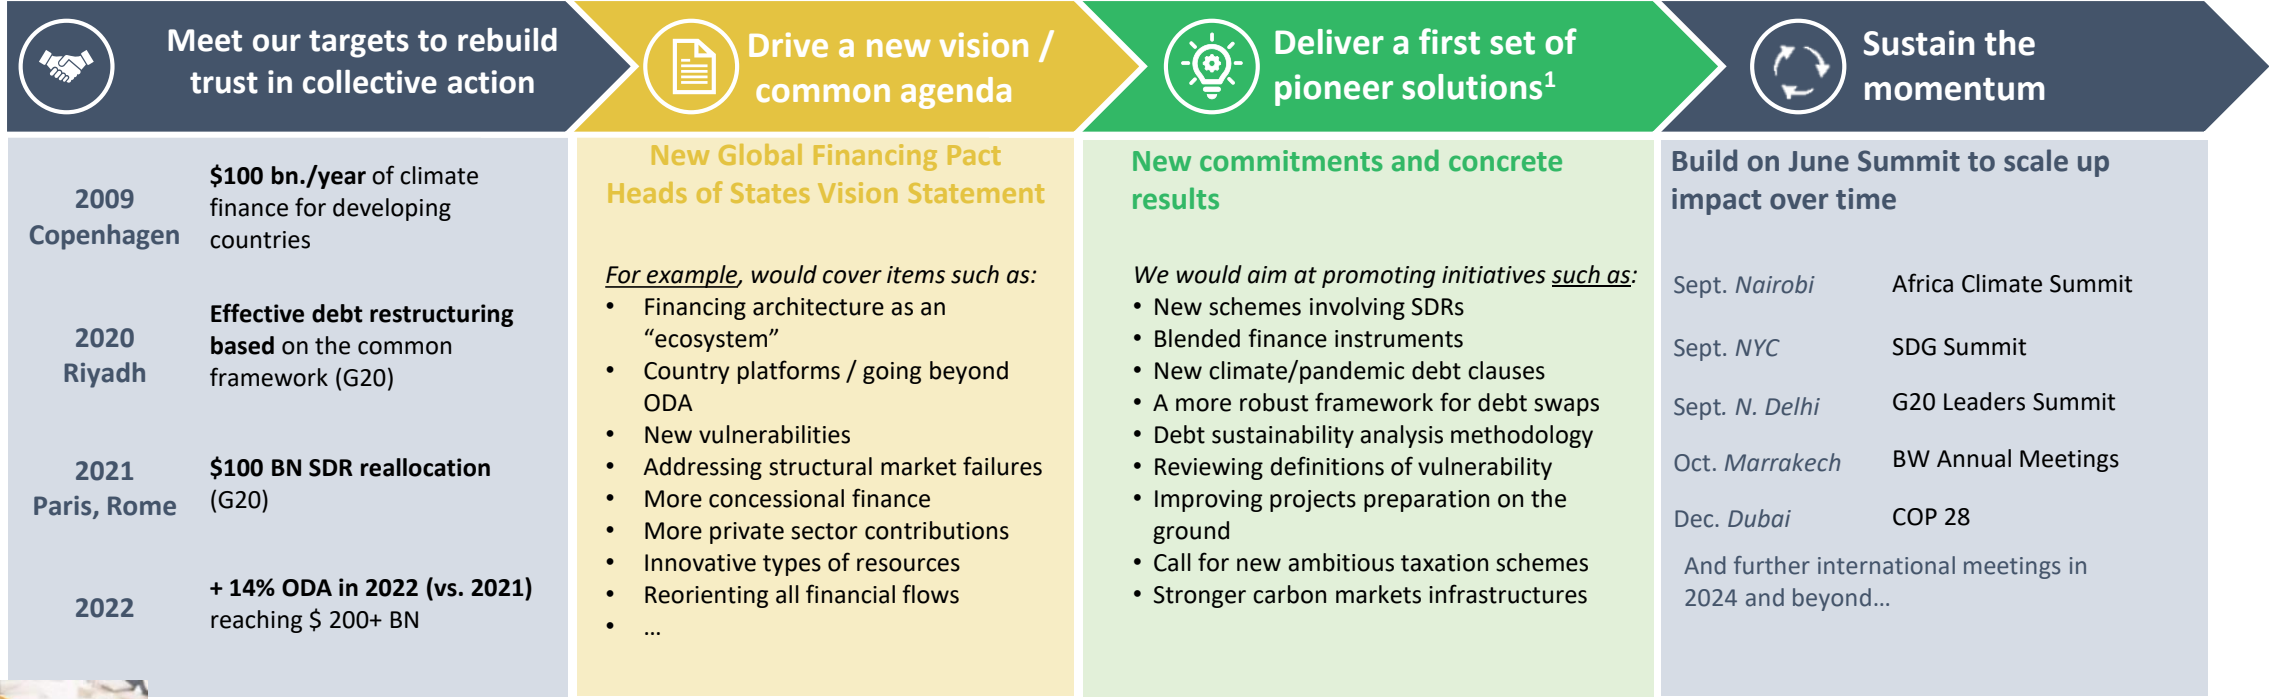 Meet our targets to rebuild
trust in collective action
Drive a new vision /
common agenda
Deliver a first set of
pioneer solutions1
Sustain the
momentum
2009
Copenhagen
$100 bn./year of climate
finance for developing
countries
2020
Riyadh
Effective debt restructuring
based on the common
framework (G20)
2021
Paris, Rome
$100 BN SDR reallocation
(G20)
2022
+ 14% ODA in 2022 (vs. 2021)
reaching $ 200+ BN
New Global Financing Pact
Heads of States Vision Statement
For example, would cover items such as:
• Financing architecture as an
“ecosystem”
• Country platforms / going beyond
ODA
• New vulnerabilities
• Addressing structural market failures
• More concessional finance
• More private sector contributions
• Innovative types of resources
• Reorienting all financial flows
• …
New commitments and concrete
results
We would aim at promoting initiatives such as:
• New schemes involving SDRs
• Blended finance instruments
• New climate/pandemic debt clauses
• A more robust framework for debt swaps
• Debt sustainability analysis methodology
• Reviewing definitions of vulnerability
• Improving projects preparation on the
ground
• Call for new ambitious taxation schemes
• Stronger carbon markets infrastructures
Build on June Summit to scale up
impact over time
Sept. Nairobi Africa Climate Summit
Sept. NYC SDG Summit
Sept. N. Delhi G20 Leaders Summit
Oct. Marrakech BW Annual Meetings
Dec. Dubai COP 28
And further international meetings in
2024 and beyond…